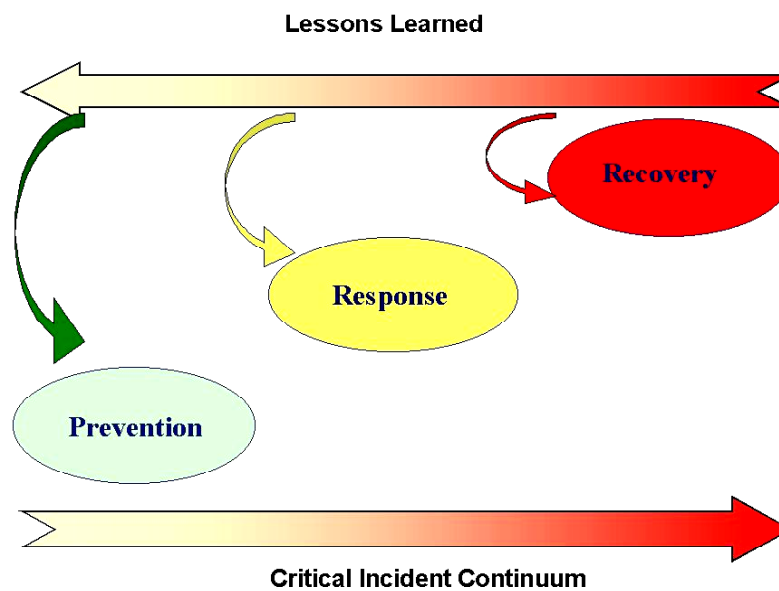 Lessons Learned
Recovery
Response
Prevention
Critical Incident Continuum